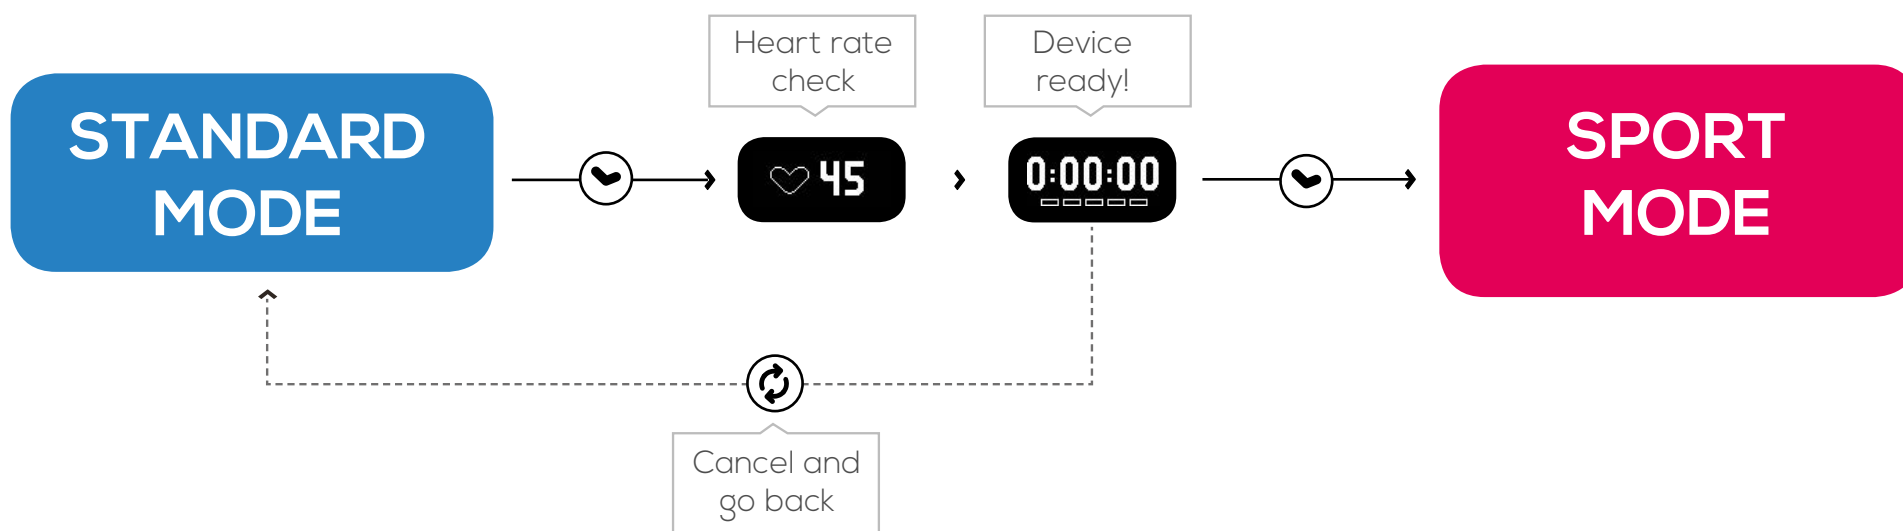 Heart rate
check
Device
ready!
STANDARD
MODE
45
0:00:00
SPORT
MODE
Cancel and
go back